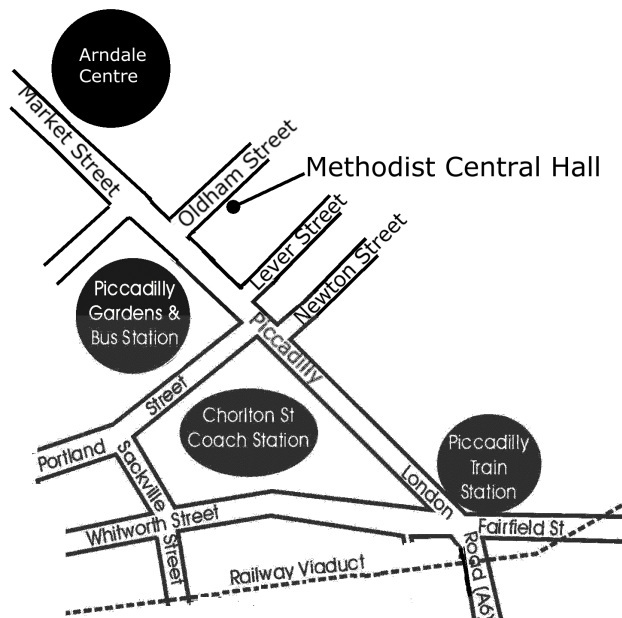 Arndale
Centre
Market Street
Oldham Street
Methodist Central Hall
Lever Street
Newton Street
Piccadilly
Gardens &
Bus Station
Piccadilly
Portland
Street
Chorlton St
Coach Station
Piccadilly
Train
Station
London
Road (A6)
Sackville
Street
Whitworth Street
Fairfield St
Railway Viaduct